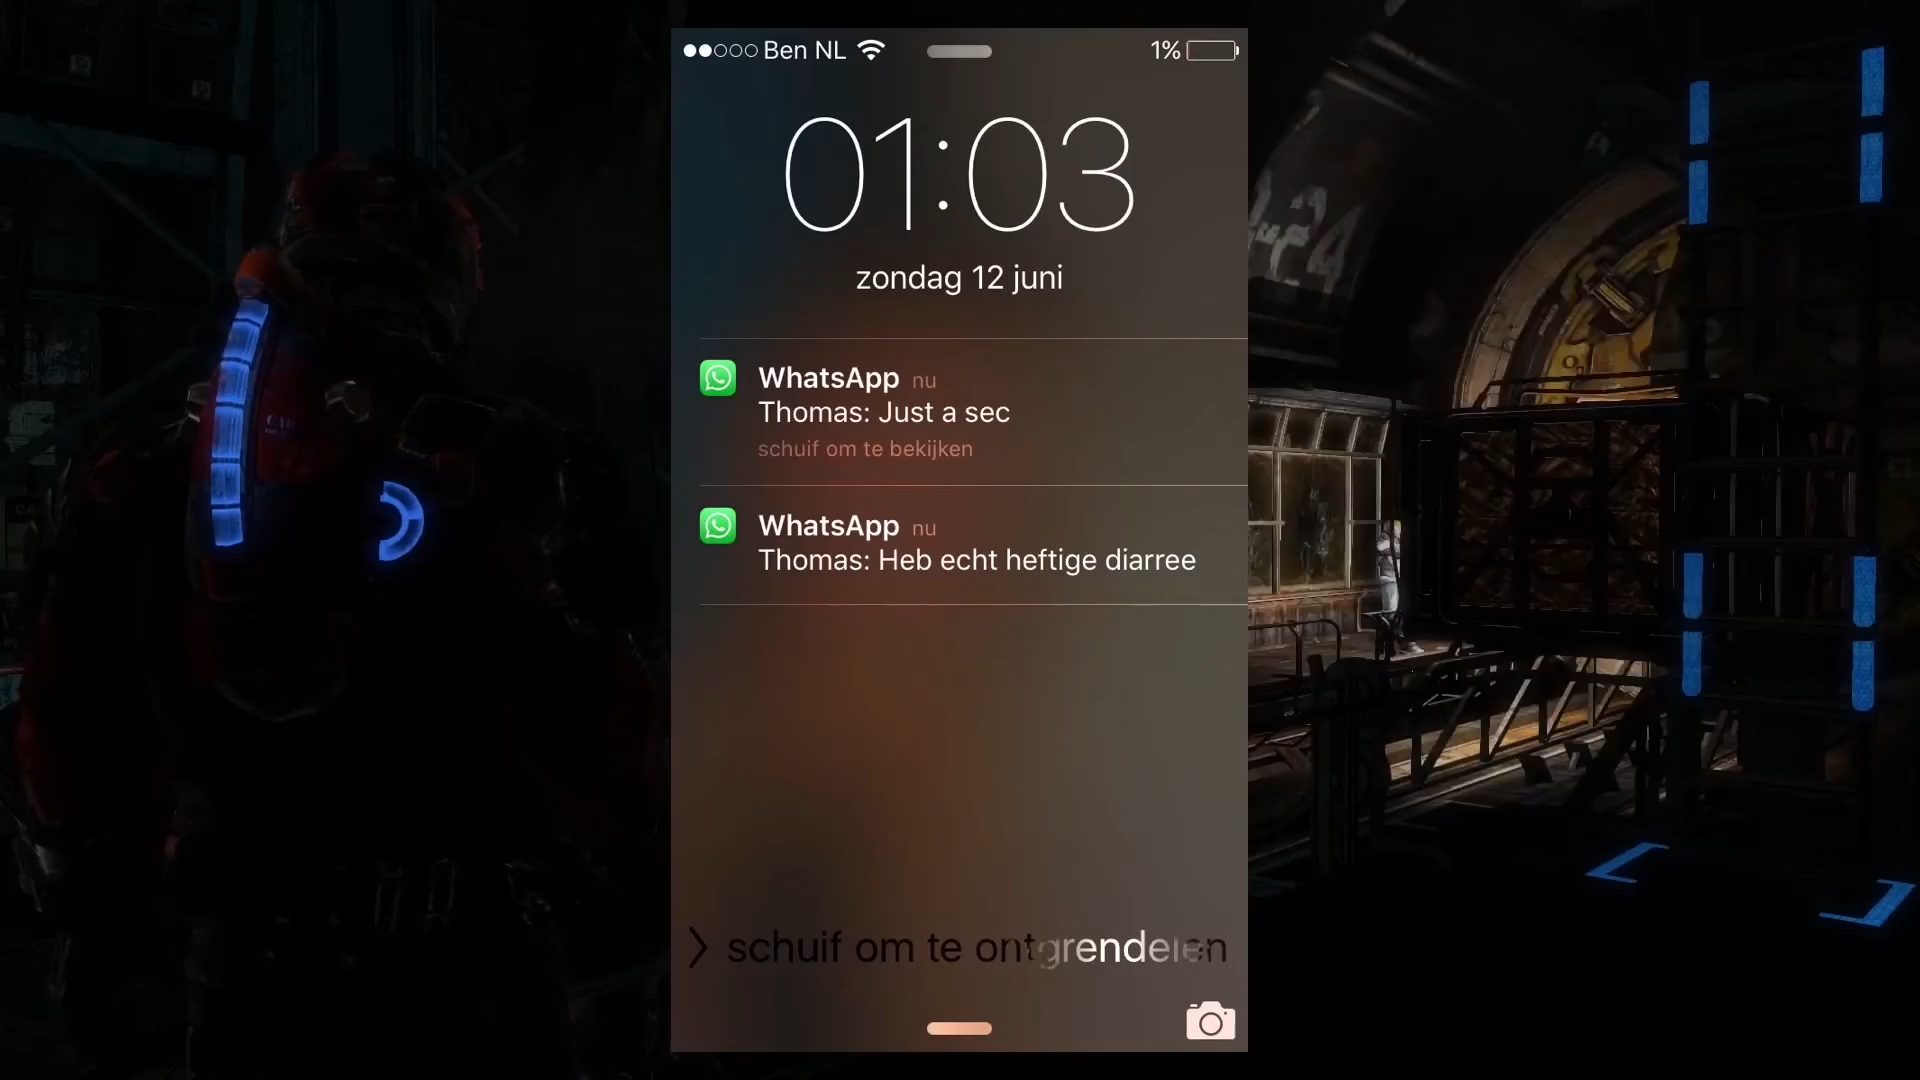 Ben NL 1%
01:03
zondag 12 juni
WhatsApp nu
Thomas: Just a sec
schuif om te bekijken
WhatsApp nu
Thomas: Heb echt heftige diarree
schuif om te ontgrendelen
24